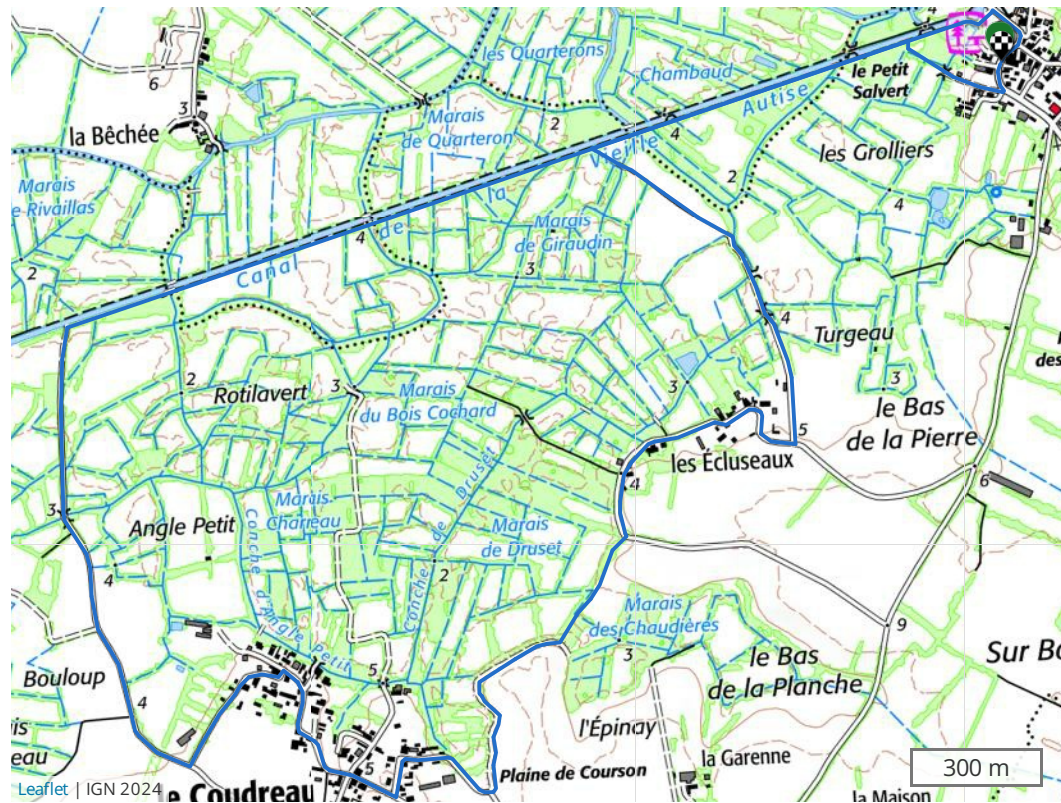 4
les Quarterons
6
Chambaud
le Petit
Salvert
3
la Bêchée
Marais
de Quarteron
2
4
Autise
Vieille
4
les Grolliers
la
Marais
2
Marais
de Giraudin
4
de
4
2
Canal
3
4
Turgeau
des
3
2
Rotilavert
3
Marais
du Bois Cochard
3
le Bas
de la Pierre
5
les Écluseaux
6
Druset
4
3
Angle Petit
Marais
Charreau
Marais
de Druset
de
4
2
Conche d'Angle Petit
Conche
Marais
des Chaudières
9
3
5
le Bas
de la Planche
Sur Bo
Bouloup
4
l'Épinay
la Garenne
eau
5
Plaine de Courson
300 m
Leaflet | IGN 2024
e Coudreau
la Maison